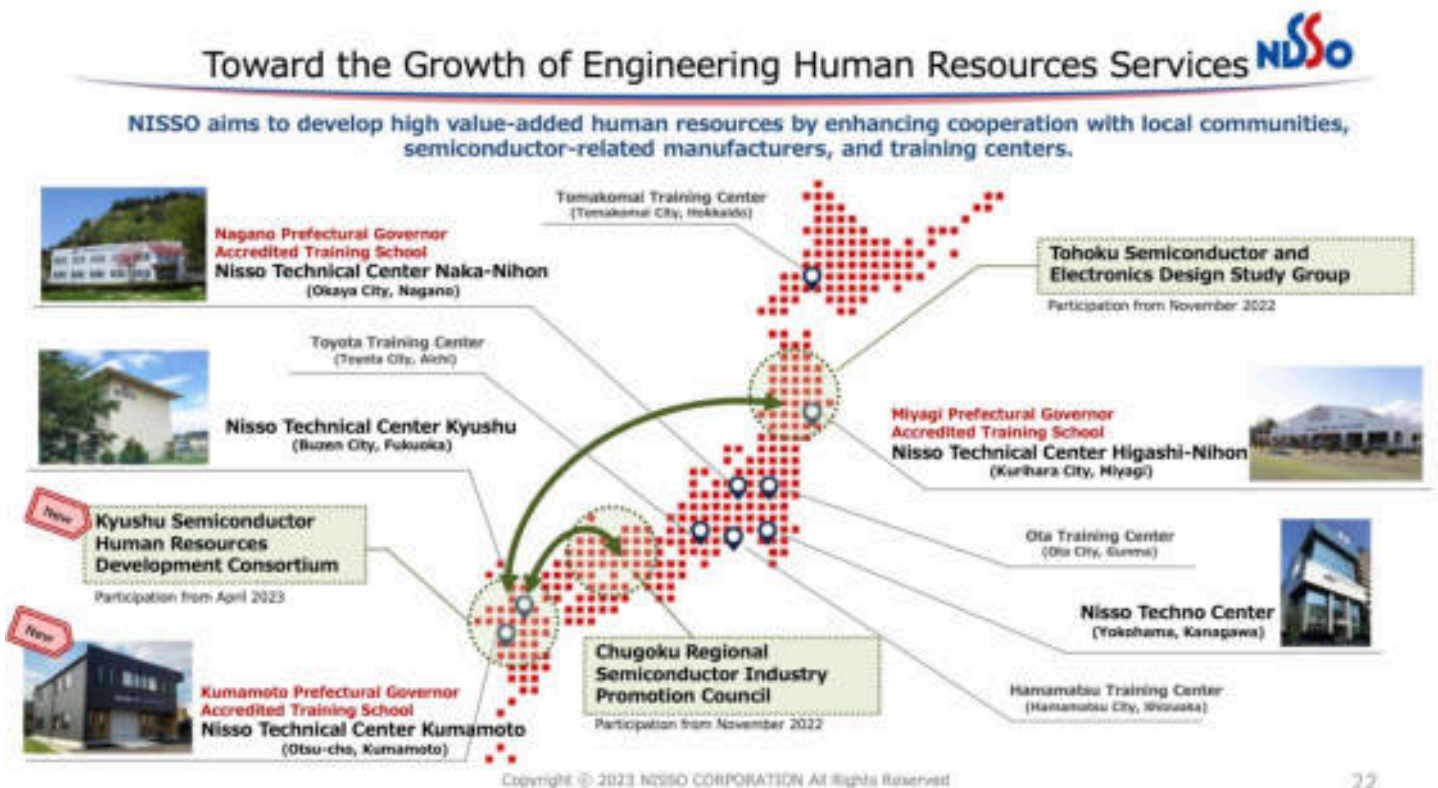 Toward the Growth of Engineering Human Resources Services
NISSO
NISSO aims to develop high value-added human resources by enhancing cooperation with local communities,
semiconductor-related manufacturers, and training centers.
Tomakomai Training Center
(Tomakomai City, Hokkaido)
Nagano Prefectural Governor
Accredited Training School
Nisso Technical Center Naka-Nihon
(Okaya City, Nagano)
Tohoku Semiconductor and
Electronics Design Study Group
Participation from November 2022
Toyota Training Center
(Toyota City, Aichi)
Nisso Technical Center Kyushu
(Buzen City, Fukuoka)
Miyagi Prefectural Governor
Accredited Training School
Nisso Technical Center Higashi-Nihon
(Kurihara City, Miyagi)
New
Kyushu Semiconductor
Human Resources
Development Consortium
Participation from April 2023
Ota Training Center
(Ota City, Gunma)
Nisso Techno Center
(Yokohama, Kanagawa)
New
Kumamoto Prefectural Governor
Accredited Training School
Nisso Technical Center Kumamoto
(Otsu-cho, Kumamoto)
Chugoku Regional
Semiconductor Industry
Promotion Council
Participation from November 2022
Hamamatsu Training Center
(Hamamatsu City, Shizuoka)
Copyright © 2023 NISSO CORPORATION All Rights Reserved
22